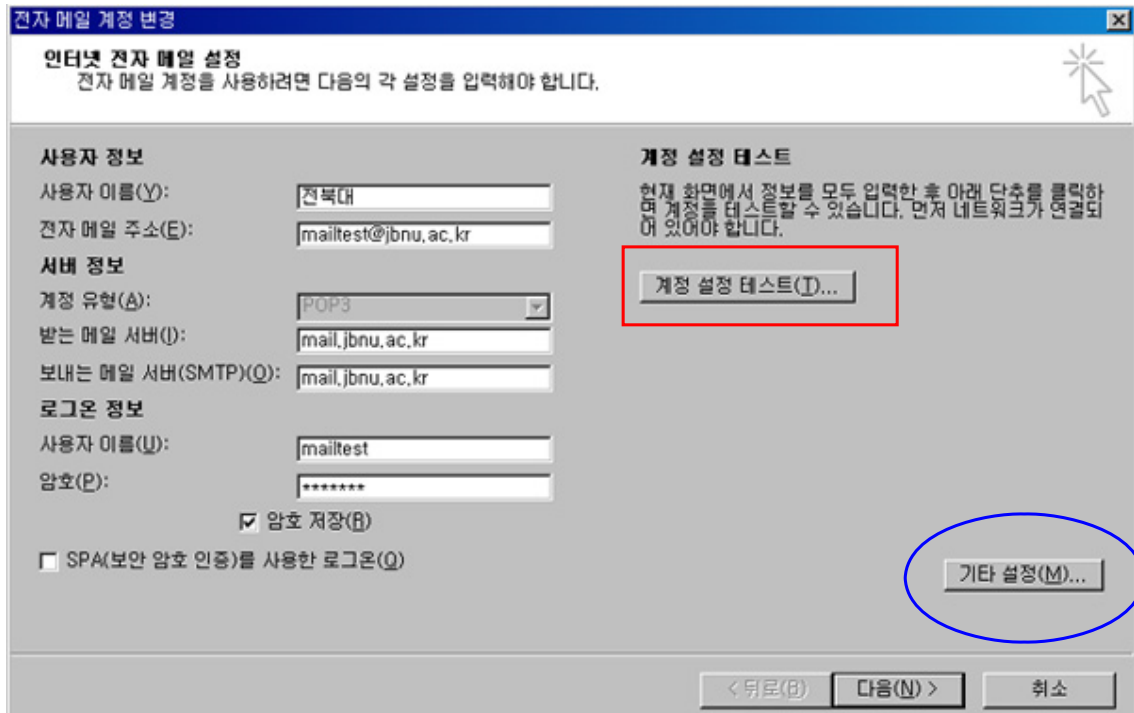 전자 메일 계정 변경
인터넷 전자 메일 설정
전자 메일 계정을 사용하려면 다음의 각 설정을 입력해야 합니다.
사용자 정보
사용자 이름(Y):
전북대
전자 메일 주소(E):
mailtest@jbnu.ac.kr
서버 정보
계정 유형(A):
POP3
받는 메일 서버(I):
mail.jbnu.ac.kr
보내는 메일 서버(SMTP)(O):
mail.jbnu.ac.kr
로그온 정보
사용자 이름(U):
mailtest
암호(P):
*******
암호 저장(R)
SPA(보안 암호 인증)를 사용한 로그온(Q)
계정 설정 테스트
현재 화면에서 정보를 모두 입력한 후 아래 단추를 클릭하
면 계정을 테스트할 수 있습니다. 먼저 네트워크가 연결되
어 있어야 합니다.
계정 설정 테스트(T)...
기타 설정(M)...
< 뒤로(B)
다음(N) >
취소